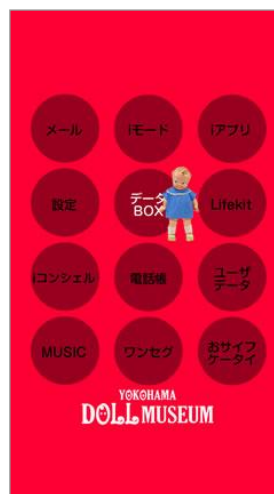 メール
iモード
iアプリ
設定
データ
BOX
Lifekit
iコンシェル
電話帳
ユーザ
データ
MUSIC
ワンセグ
おサイフ
ケータイ
YOKOHAMA
DOLL MUSEUM